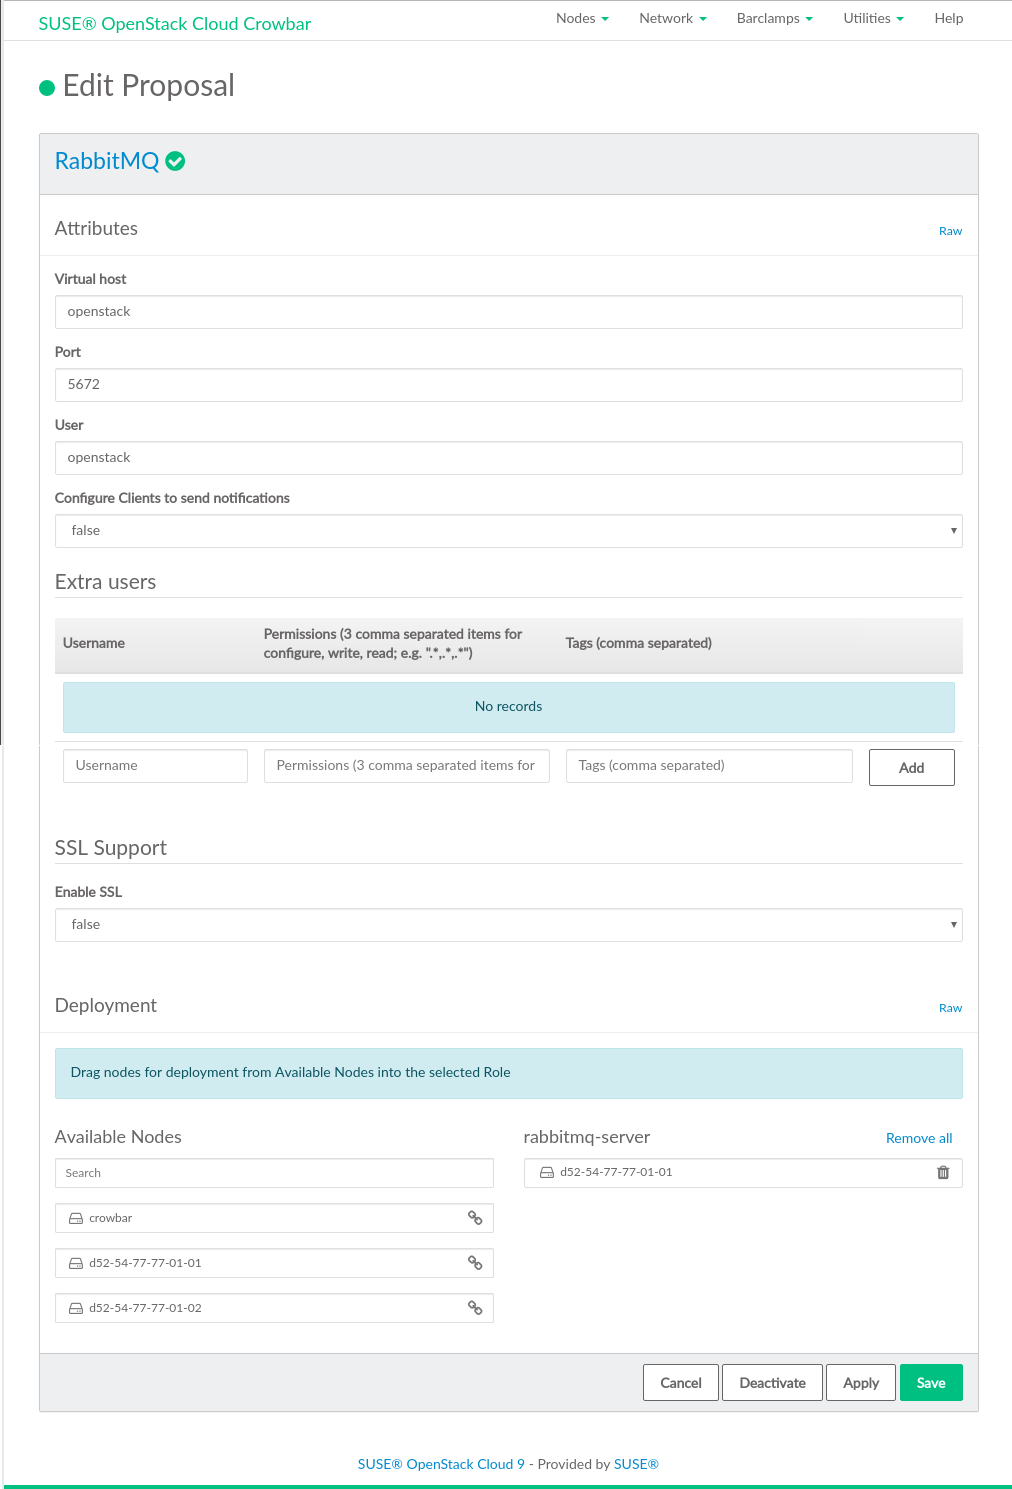 SUSE® OpenStack Cloud Crowbar
Nodes Network Barclamps Utilities Help
Edit Proposal
RabbitMQ
Attributes Raw
Virtual host
openstack
Port
5672
User
openstack
Configure Clients to send notifications
false
Extra users
Username Permissions (3 comma separated items for configure, write, read; e.g. ".*,.*,.*") Tags (comma separated)
No records
Username Permissions (3 comma separated items for Tags (comma separated) Add
SSL Support
Enable SSL
false
Deployment Raw
Drag nodes for deployment from Available Nodes into the selected Role
Available Nodes rabbitmq-server Remove all
Search d52-54-77-77-01-01
crowbar
d52-54-77-77-01-01
d52-54-77-77-01-02
Cancel Deactivate Apply Save
SUSE® OpenStack Cloud 9 - Provided by SUSE®